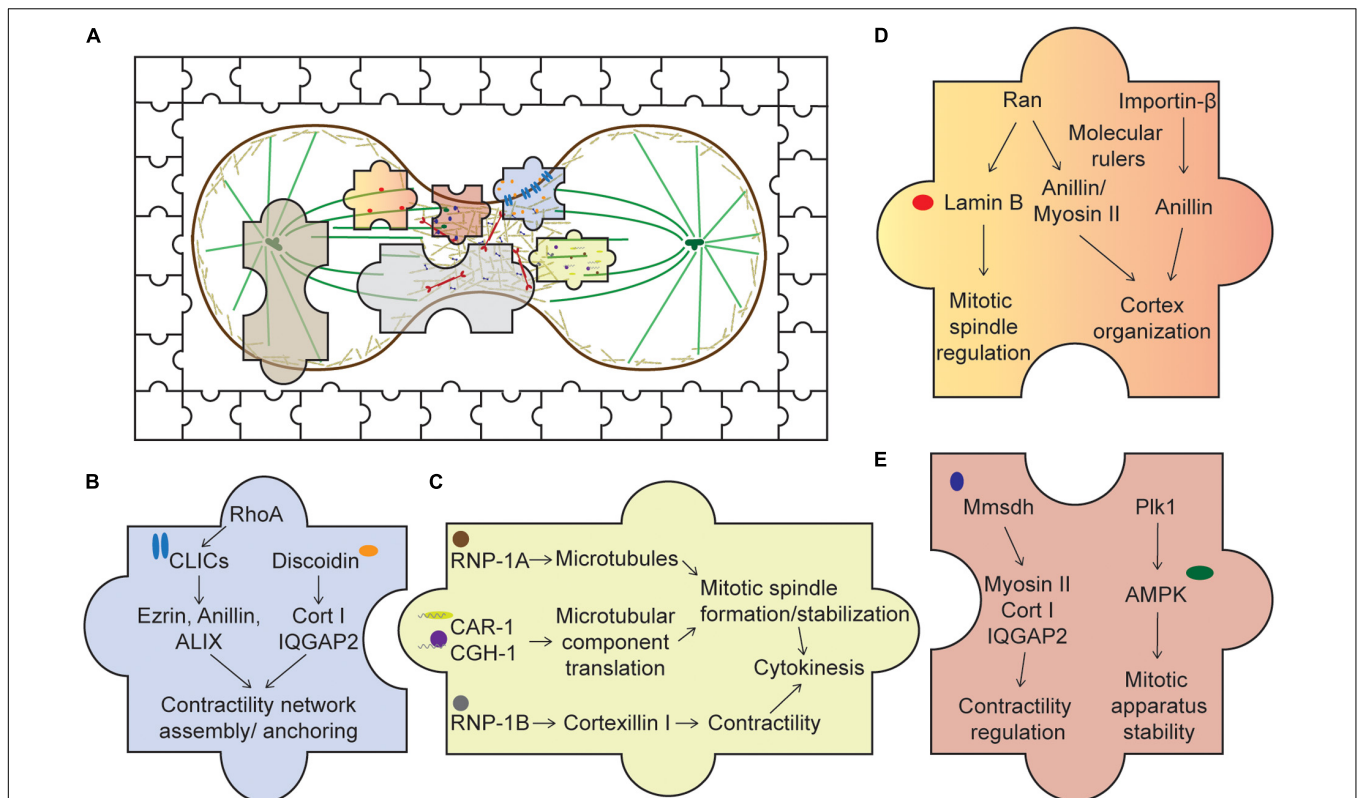 A
B
RhoA
CLICs
Discoidin
Ezrin, Anillin,
ALIX
Cort I
IQGAP2
Contractility network
assembly/ anchoring
C
RNP-1A
Microtubules
Mitotic spindle
formation/stabilization
CAR-1
CGH-1
Microtubular
component
translation
Cytokinesis
RNP-1B
Cortexillin I
Contractility
D
Ran
Importin-β
Molecular
rulers
Lamin B
Anillin/
Myosin II
Anillin
Mitotic
spindle
regulation
Cortex
organization
E
Mmsdh
Plk1
Myosin II
Cort I
IQGAP2
AMPK
Contractility
regulation
Mitotic
apparatus
stability